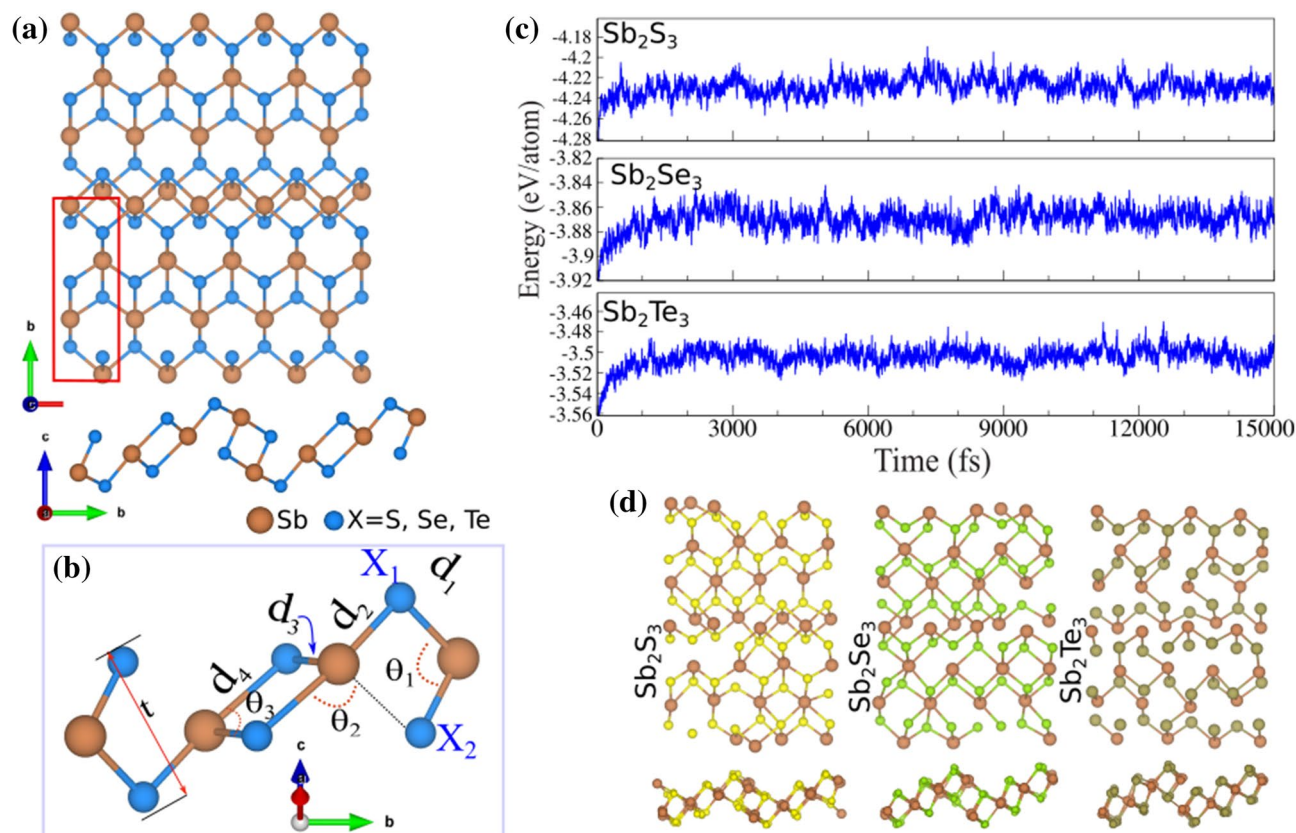 (a)
b
c
b
Sb X=S, Se, Te
(b)
X₁
d₁
d₂
d₃
d₄
θ₁
θ₂
θ₃
t
X₂
c
a
b
(c)
Energy (eV/atom)
Sb₂S₃
-4.18
-4.2
-4.22
-4.24
-4.26
-4.28
Sb₂Se₃
-3.82
-3.84
-3.86
-3.88
-3.9
-3.92
Sb₂Te₃
-3.46
-3.48
-3.5
-3.52
-3.54
-3.56
0 3000 6000 9000 12000 15000
Time (fs)
(d)
Sb₂S₃
Sb₂Se₃
Sb₂Te₃